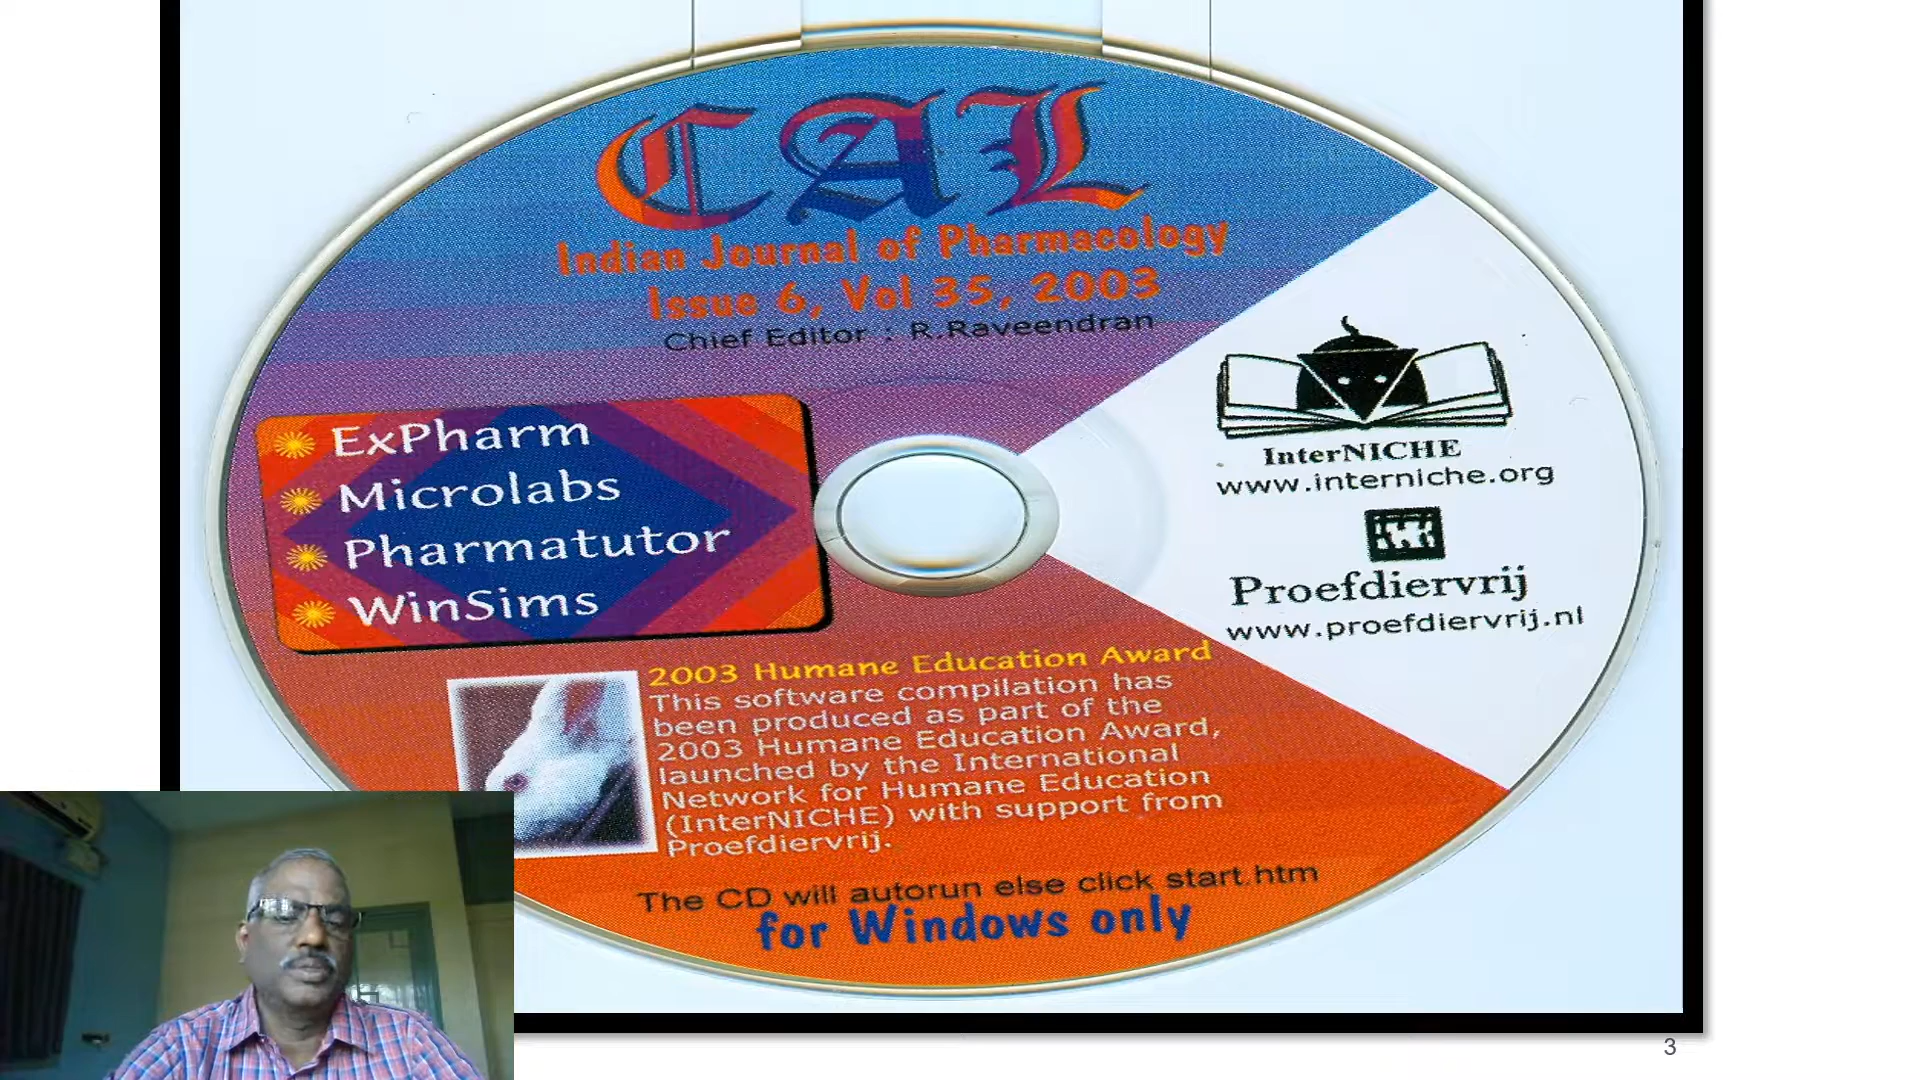 CAL
Indian Journal of Pharmacology
Issue 6, Vol 35, 2003
Chief Editor : R.Raveendran
ExPharm
Microlabs
Pharmatutor
WinSims
InterNICHE
www.interniche.org
Proefdiervrij
www.proefdiervrij.nl
2003 Humane Education Award
This software compilation has
been produced as part of the
2003 Humane Education Award,
launched by the International
Network for Humane Education
(InterNICHE) with support from
Proefdiervrij.
The CD will autorun else click start.htm
for Windows only
3